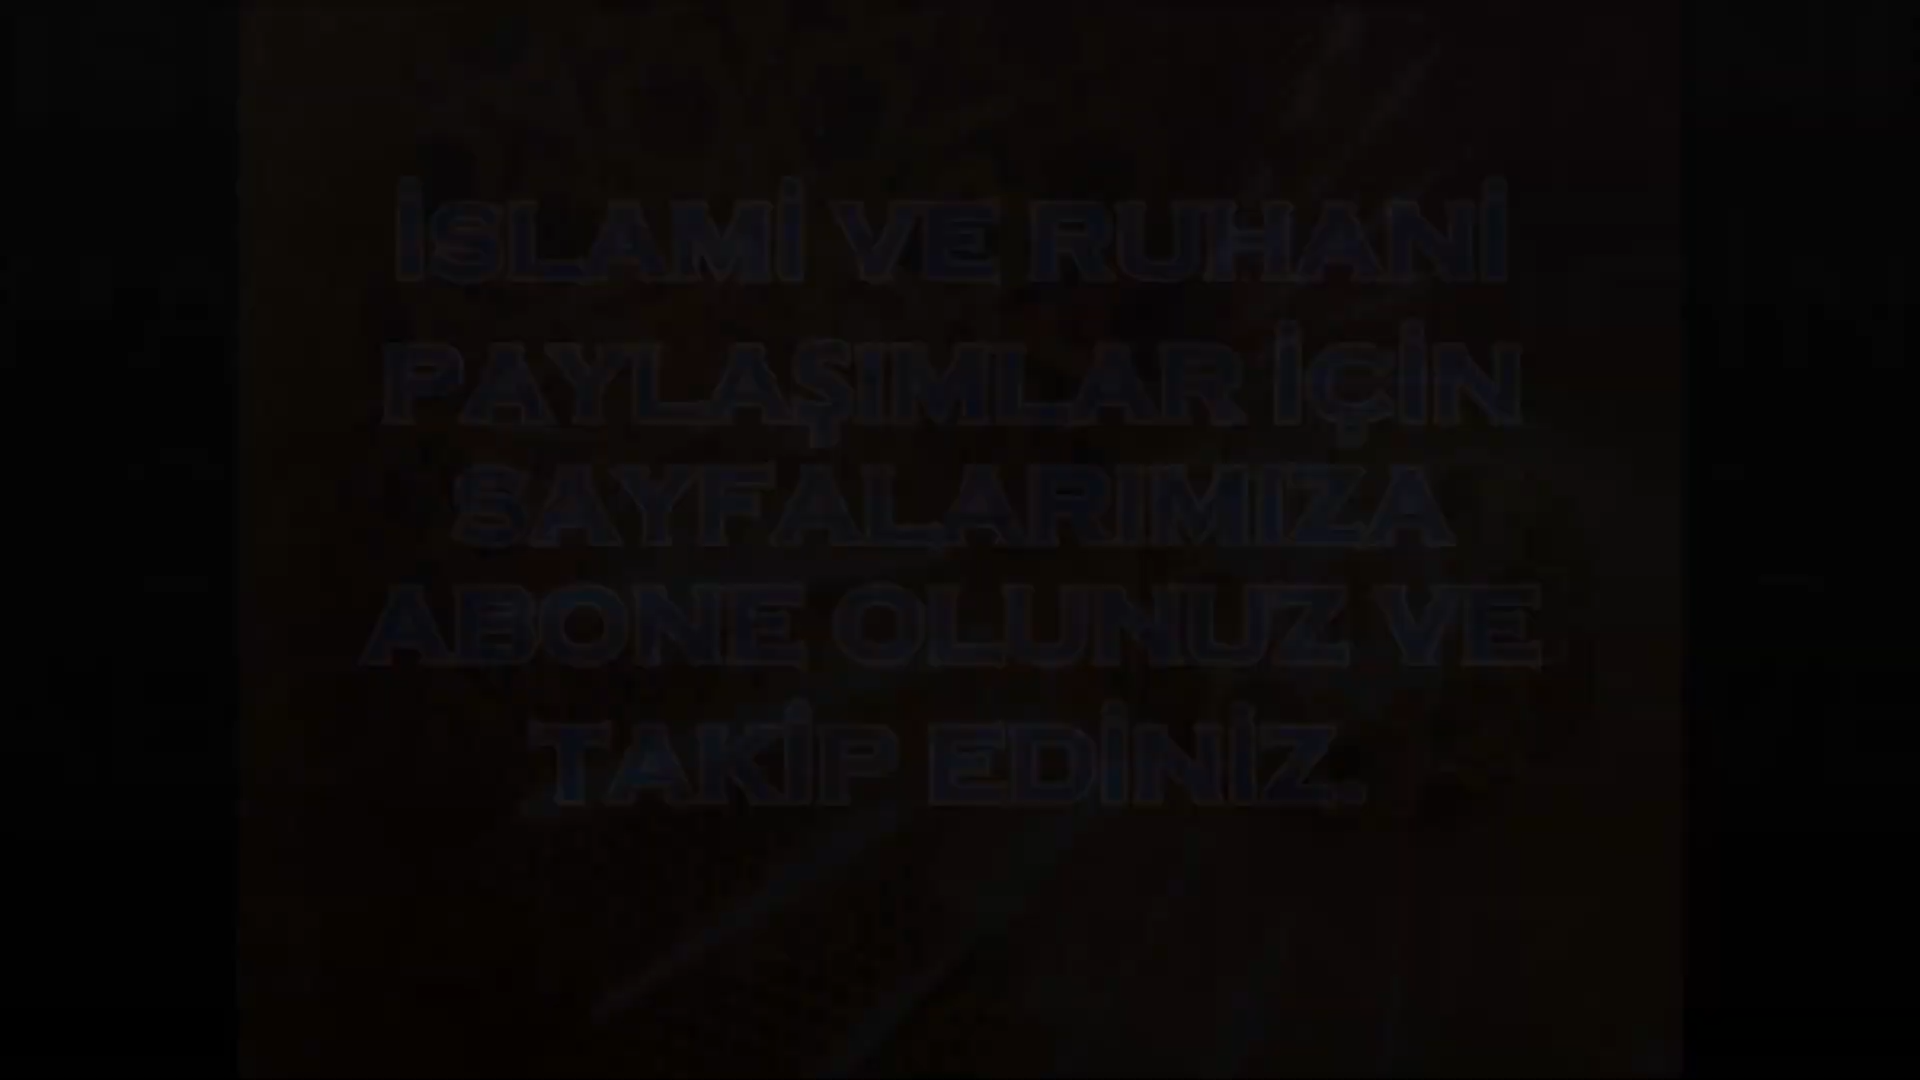 İSLAMİ VE RUHANİ
PAYLAŞIMLAR İÇİN
SAYFALARIMIZA
ABONE OLUNUZ VE
TAKİP EDİNİZ.